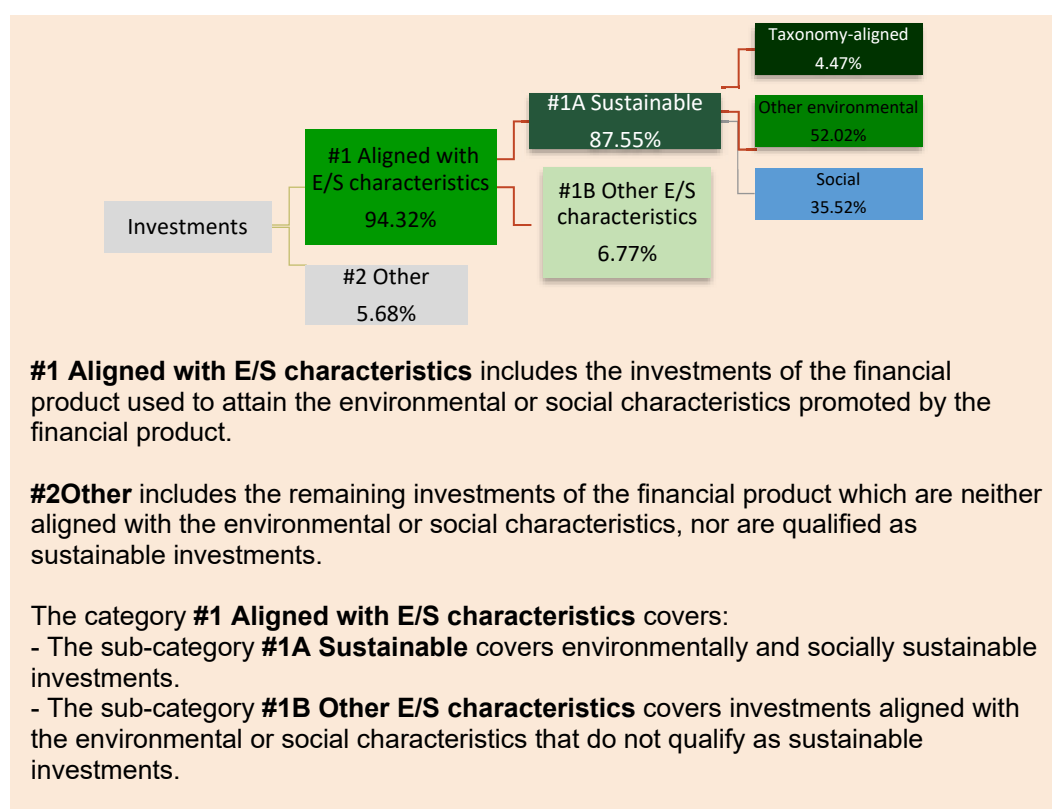 Taxonomy-aligned
4.47%
#1A Sustainable
87.55%
Other environmental
52.02%
#1 Aligned with
E/S characteristics
94.32%
Social
35.52%
#1B Other E/S
characteristics
6.77%
Investments
#2 Other
5.68%
#1 Aligned with E/S characteristics includes the investments of the financial
product used to attain the environmental or social characteristics promoted by the
financial product.
#2Other includes the remaining investments of the financial product which are neither
aligned with the environmental or social characteristics, nor are qualified as
sustainable investments.
The category #1 Aligned with E/S characteristics covers:
- The sub-category #1A Sustainable covers environmentally and socially sustainable
investments.
- The sub-category #1B Other E/S characteristics covers investments aligned with
the environmental or social characteristics that do not qualify as sustainable
investments.